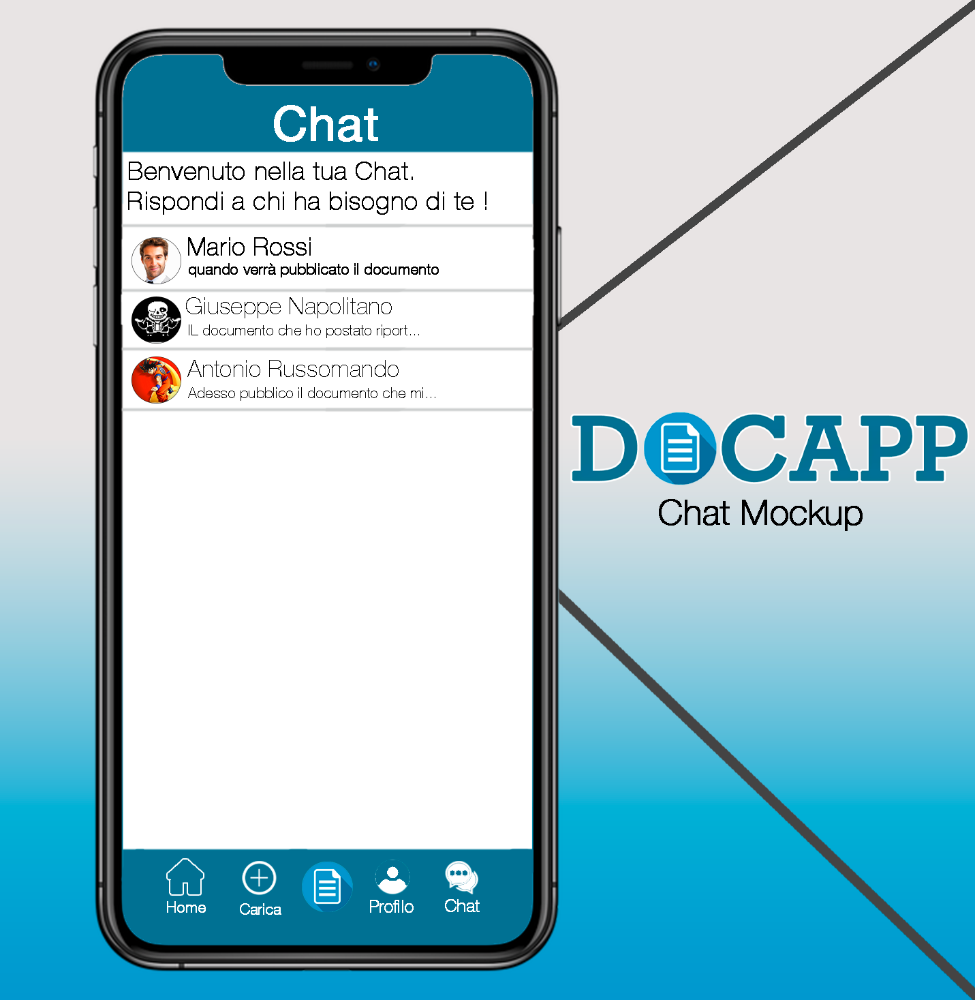 Chat
Benvenuto nella tua Chat.
Rispondi a chi ha bisogno di te !
Mario Rossi
quando verrà pubblicato il documento
Giuseppe Napolitano
IL documento che ho postato riport...
Antonio Russomando
Adesso pubblico il documento che mi...
Home
Carica
Profilo
Chat
DOCAPP
Chat Mockup